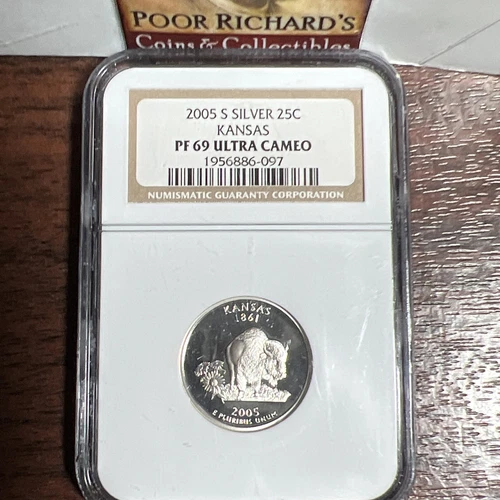 POOR RICHARD'S
Coins & Collectibles
2005 S SILVER 25C
KANSAS
PF 69 ULTRA CAMEO
1956886-097
NUMISMATIC GUARANTY CORPORATION
KANSAS
1861
2005
E PLURIBUS UNUM